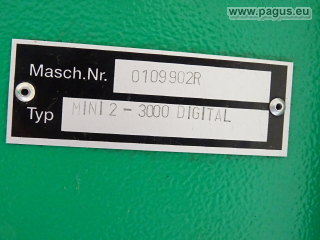 www.pagus.eu
Masch.Nr. 0109902R
Typ MINI 2 - 3000 DIGITAL